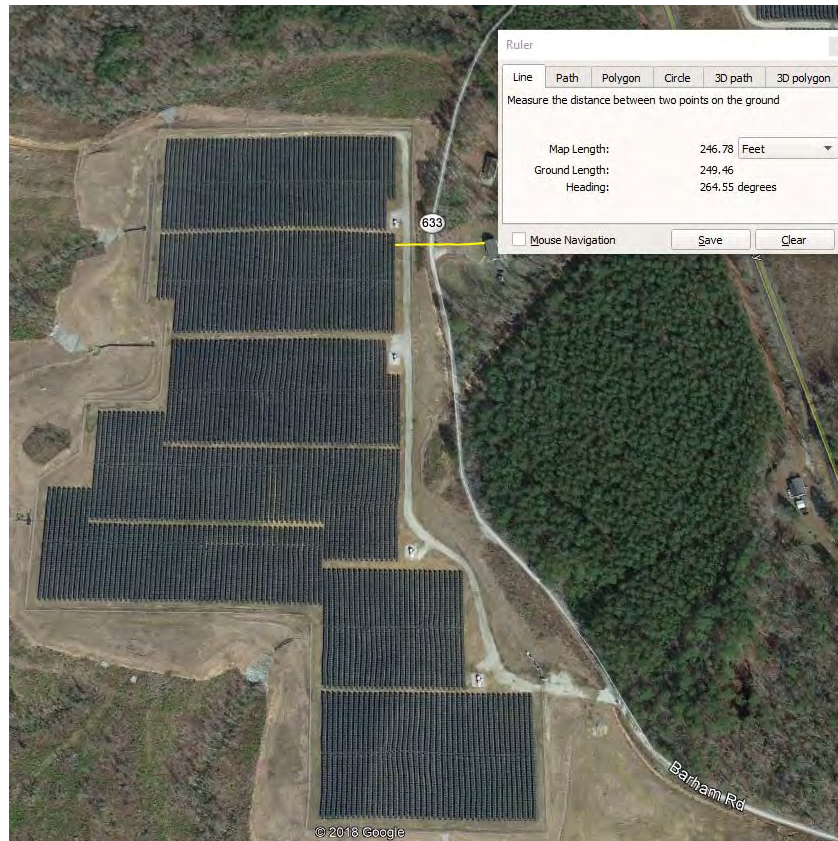 Ruler
Line Path Polygon Circle 3D path 3D polygon
Measure the distance between two points on the ground
Map Length: 246.78 Feet
Ground Length: 249.46
Heading: 264.55 degrees
Mouse Navigation Save Clear
633
Barham Rd
© 2018 Google